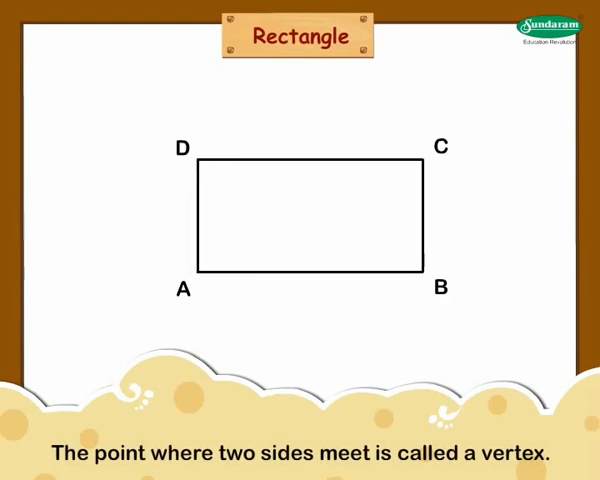 Rectangle
Sundaram
Education Revolution
D
C
A
B
The point where two sides meet is called a vertex.